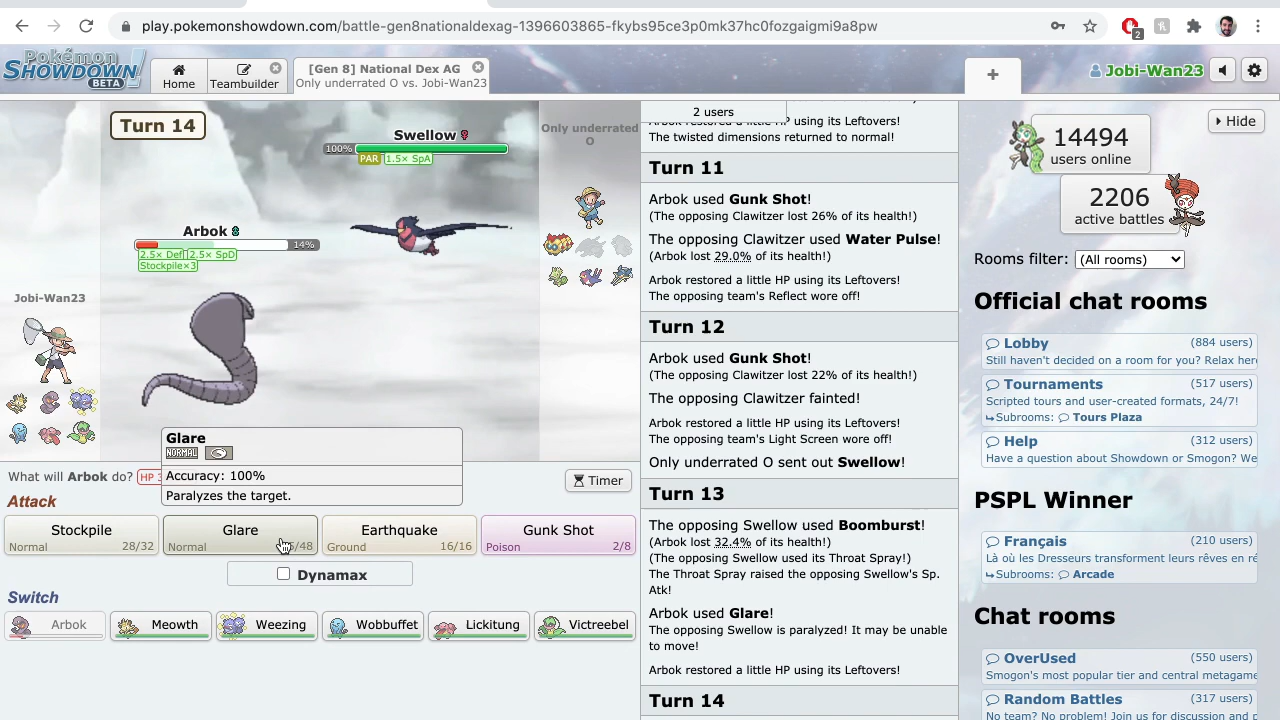 play.pokemonshowdown.com/battle-gen8nationaldexag-1396603865-fkybs95ce3p0mk37hc0fozgaigmi9a8pw
2
Pokémon
SHOWDOWN!
BETA
Home
Teambuilder
[Gen 8] National Dex AG
Only underrated O vs. Jobi-Wan23
+
Jobi-Wan23
Turn 14
Swellow
100%
PAR 1.5× SpA
Only underrated
O
Arbok
14%
2.5× Def 2.5× SpD
Stockpile×3
Jobi-Wan23
Glare
NORMAL
Accuracy: 100%
Paralyzes the target.
What will Arbok do? HP
Timer
Attack
Stockpile
Normal 28/32
Glare
Normal /48
Earthquake
Ground 16/16
Gunk Shot
Poison 2/8
Dynamax
Switch
Arbok
Meowth
Weezing
Wobbuffet
Lickitung
Victreebel
2 users
Arbok restored a little HP using its Leftovers!
The twisted dimensions returned to normal!
Turn 11
Arbok used Gunk Shot!
(The opposing Clawitzer lost 26% of its health!)
The opposing Clawitzer used Water Pulse!
(Arbok lost 29.0% of its health!)
Arbok restored a little HP using its Leftovers!
The opposing team's Reflect wore off!
Turn 12
Arbok used Gunk Shot!
(The opposing Clawitzer lost 22% of its health!)
The opposing Clawitzer fainted!
Arbok restored a little HP using its Leftovers!
The opposing team's Light Screen wore off!
Only underrated O sent out Swellow!
Turn 13
The opposing Swellow used Boomburst!
(Arbok lost 32.4% of its health!)
(The opposing Swellow used its Throat Spray!)
The Throat Spray raised the opposing Swellow's Sp.
Atk!
Arbok used Glare!
The opposing Swellow is paralyzed! It may be unable
to move!
Arbok restored a little HP using its Leftovers!
Turn 14
Hide
14494
users online
2206
active battles
Rooms filter: (All rooms)
Official chat rooms
Lobby (884 users)
Still haven't decided on a room for you? Relax here
Tournaments (517 users)
Scripted tours and user-created formats, 24/7!
↳Subrooms: Tours Plaza
Help (312 users)
Have a question about Showdown or Smogon? We
PSPL Winner
Français (210 users)
Là où les Dresseurs transforment leurs rêves en ré
↳Subrooms: Arcade
Chat rooms
OverUsed (550 users)
Smogon's most popular tier and central metagame
Random Battles (317 users)
No team? No problem! Join us for discussion and p